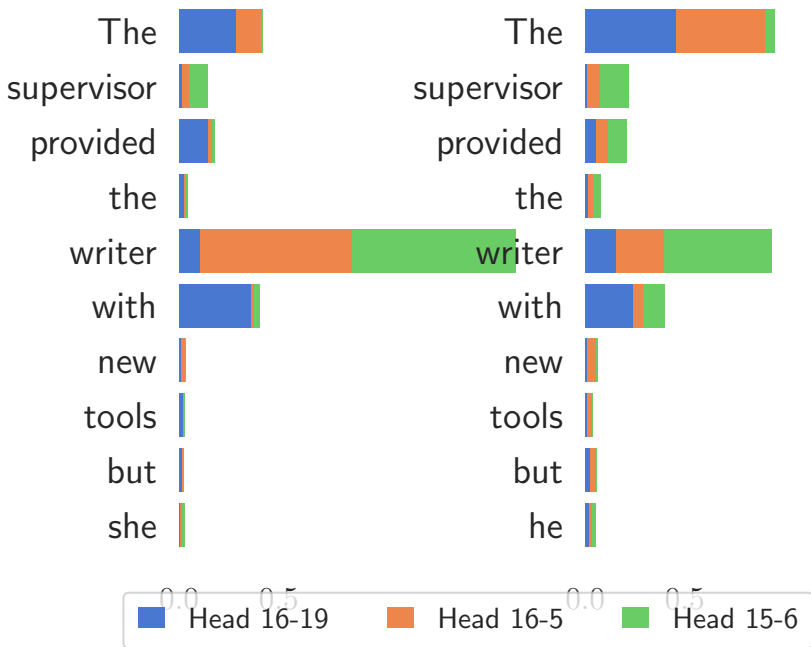 The The
supervisor supervisor
provided provided
the the
writer writer
with with
new new
tools tools
but but
she he
0.0 0.5 0.0 0.5
Head 16-19 Head 16-5 Head 15-6